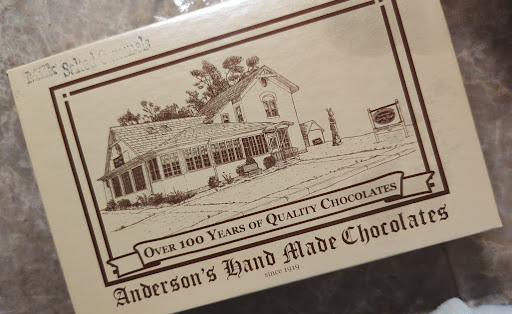 Milk
Salted Caramels
OVER 100 YEARS OF QUALITY CHOCOLATES
Anderson's Hand Made Chocolates
since 1919